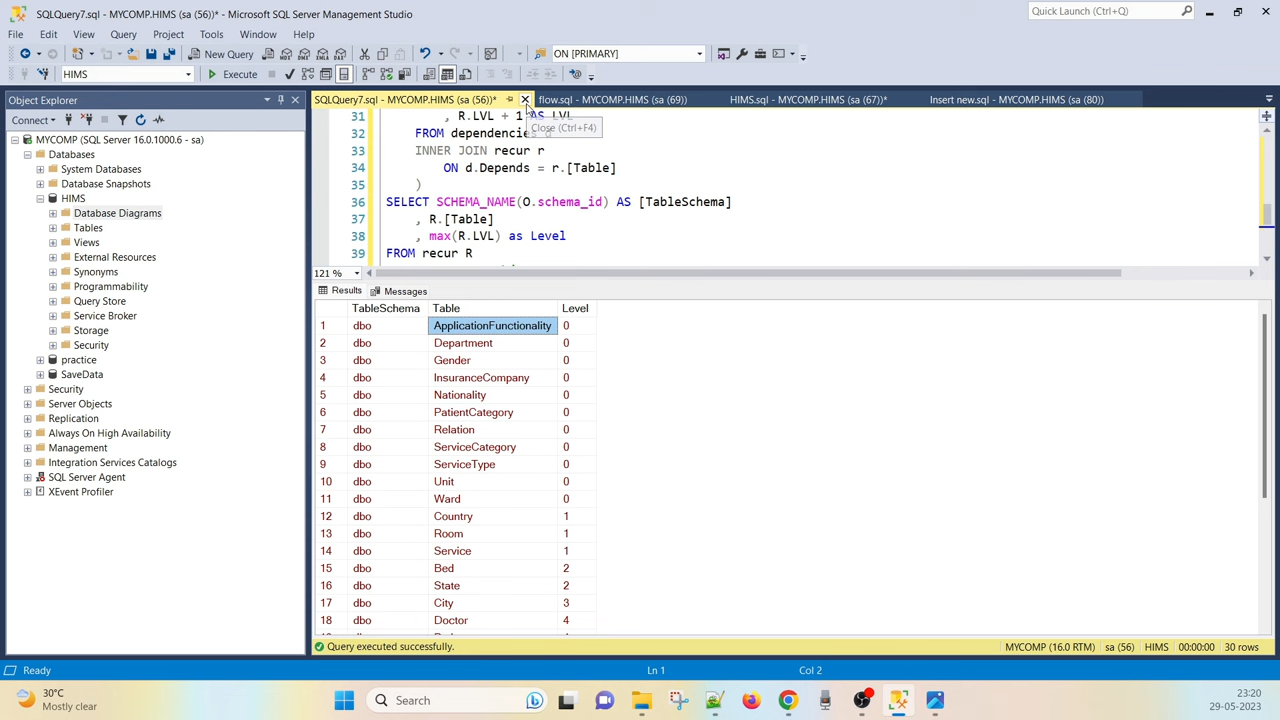 SQLQuery7.sql - MYCOMP.HIMS (sa (56))* - Microsoft SQL Server Management Studio
Quick Launch (Ctrl+Q)
File Edit View Query Project Tools Window Help
New Query
MDX DMX XMLA DAX
ON [PRIMARY]
HIMS
Execute
Object Explorer
SQLQuery7.sql - MYCOMP.HIMS (sa (56))*
flow.sql - MYCOMP.HIMS (sa (69))
HIMS.sql - MYCOMP.HIMS (sa (67))*
Insert new.sql - MYCOMP.HIMS (sa (80))
Connect
MYCOMP (SQL Server 16.0.1000.6 - sa)
Databases
System Databases
Database Snapshots
HIMS
Database Diagrams
Tables
Views
External Resources
Synonyms
Programmability
Query Store
Service Broker
Storage
Security
practice
SaveData
Security
Server Objects
Replication
Always On High Availability
Management
Integration Services Catalogs
SQL Server Agent
XEvent Profiler
Close (Ctrl+F4)
31 , R.LVL + 1 AS LVL
32 FROM dependencies d
33 INNER JOIN recur r
34 ON d.Depends = r.[Table]
35 )
36 SELECT SCHEMA_NAME(O.schema_id) AS [TableSchema]
37 , R.[Table]
38 , max(R.LVL) as Level
39 FROM recur R
121 %
Results Messages
TableSchema Table Level
1 dbo ApplicationFunctionality 0
2 dbo Department 0
3 dbo Gender 0
4 dbo InsuranceCompany 0
5 dbo Nationality 0
6 dbo PatientCategory 0
7 dbo Relation 0
8 dbo ServiceCategory 0
9 dbo ServiceType 0
10 dbo Unit 0
11 dbo Ward 0
12 dbo Country 1
13 dbo Room 1
14 dbo Service 1
15 dbo Bed 2
16 dbo State 2
17 dbo City 3
18 dbo Doctor 4
Query executed successfully.
MYCOMP (16.0 RTM) sa (56) HIMS 00:00:00 30 rows
Ready
Ln 1
Col 2
30°C
Mostly clear
Search
23:20
29-05-2023